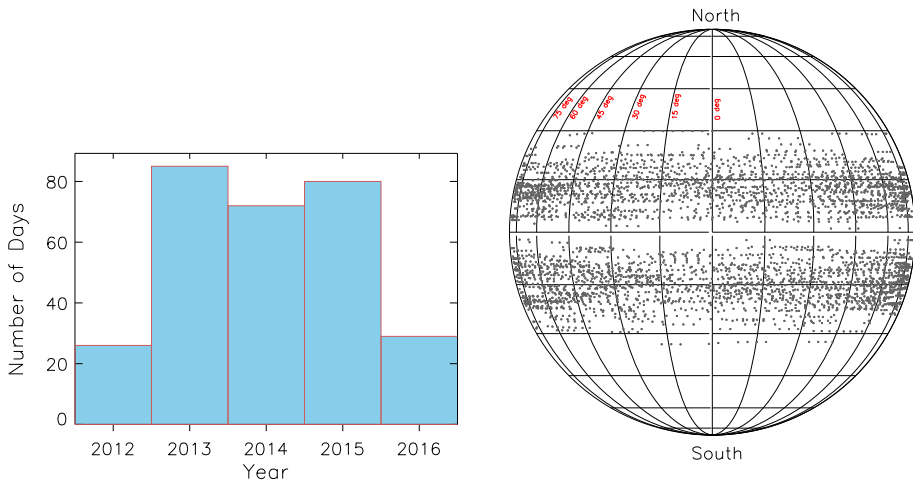 Number of Days
80
60
40
20
0
2012 2013 2014 2015 2016
Year
North
75 deg 60 deg 45 deg 30 deg 15 deg 0 deg
South